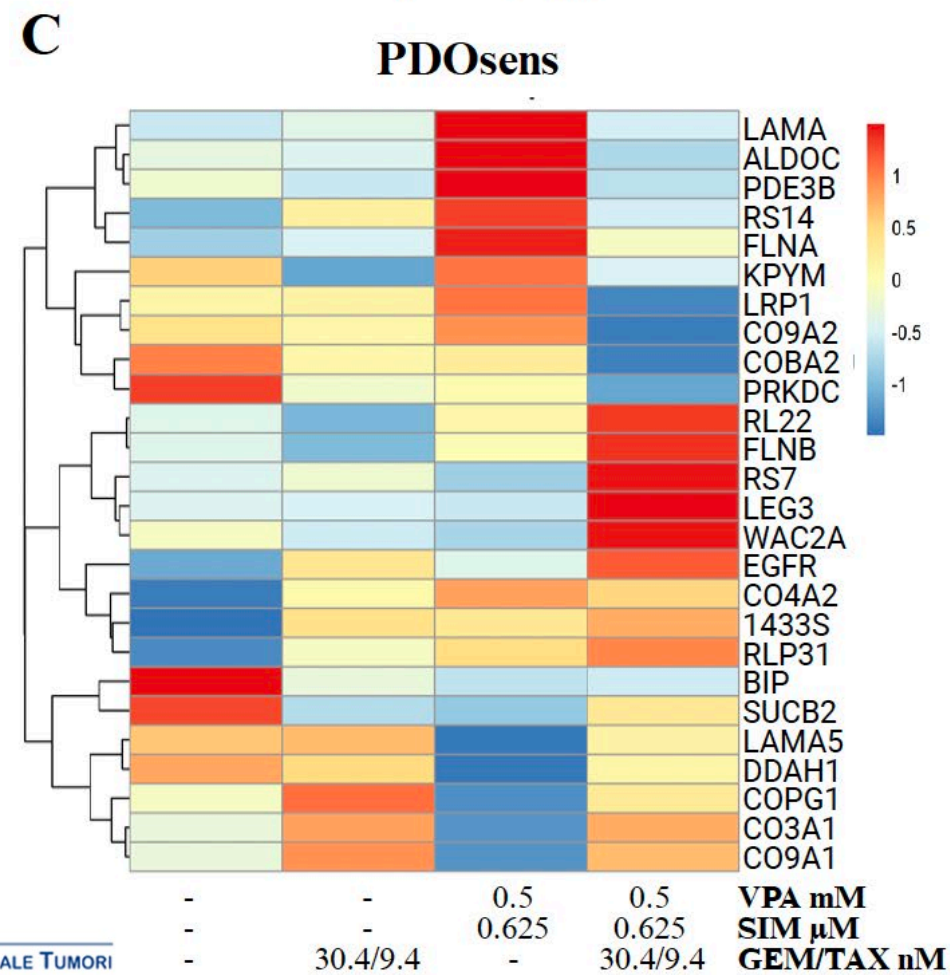 C
PDOsens
LAMA
ALDOC
PDE3B
RS14
FLNA
KPYM
LRP1
CO9A2
COBA2
PRKDC
RL22
FLNB
RS7
LEG3
WAC2A
EGFR
CO4A2
1433S
RLP31
BIP
SUCB2
LAMA5
DDAH1
COPG1
CO3A1
CO9A1
1
0.5
0
-0.5
-1
- - 0.5 0.5 VPA mM
- - 0.625 0.625 SIM µM
- 30.4/9.4 - 30.4/9.4 GEM/TAX nM
ALE TUMORI